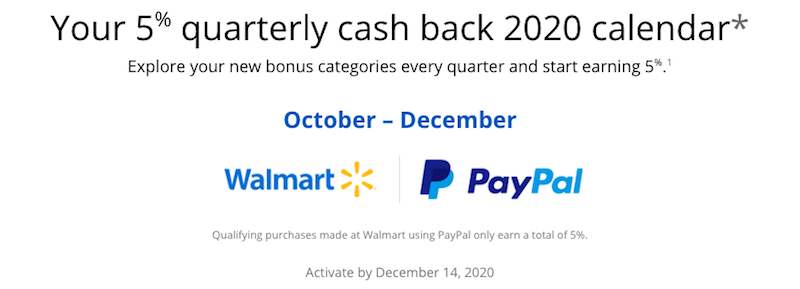 Your 5% quarterly cash back 2020 calendar*
Explore your new bonus categories every quarter and start earning 5%.1
October – December
Walmart PayPal
Qualifying purchases made at Walmart using PayPal only earn a total of 5%.
Activate by December 14, 2020